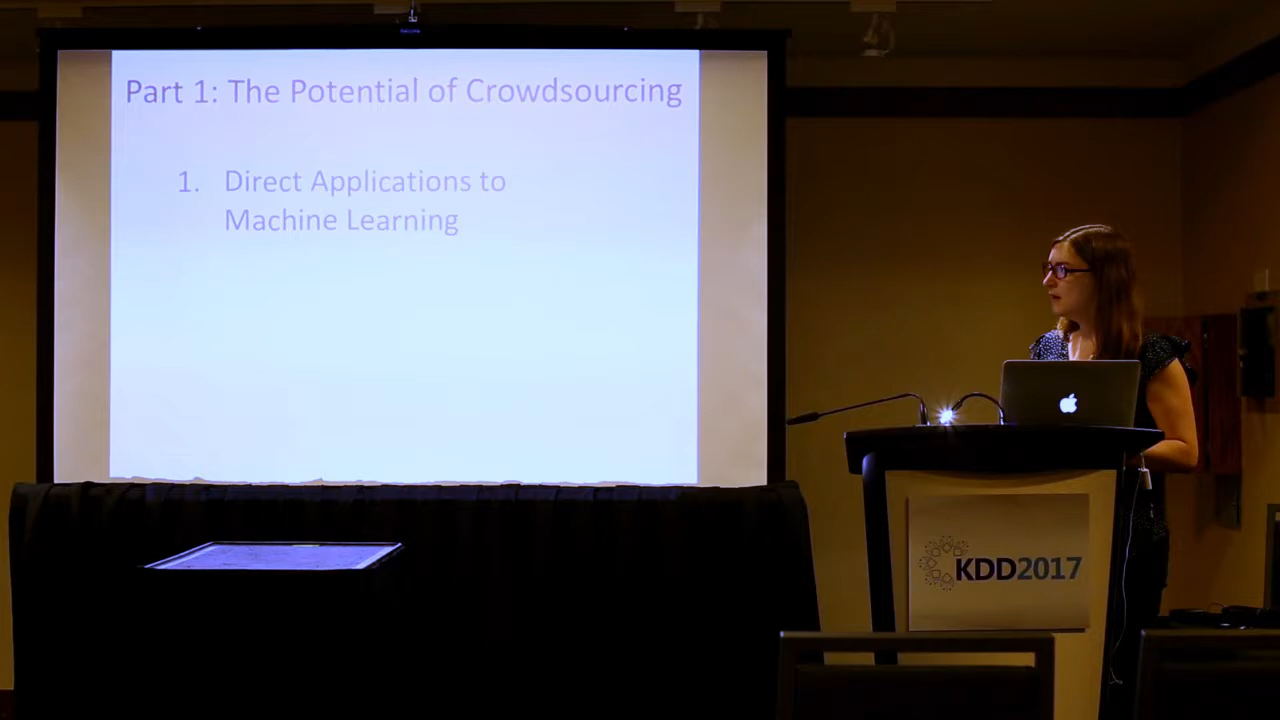 Part 1: The Potential of Crowdsourcing
1. Direct Applications to
Machine Learning
KDD2017